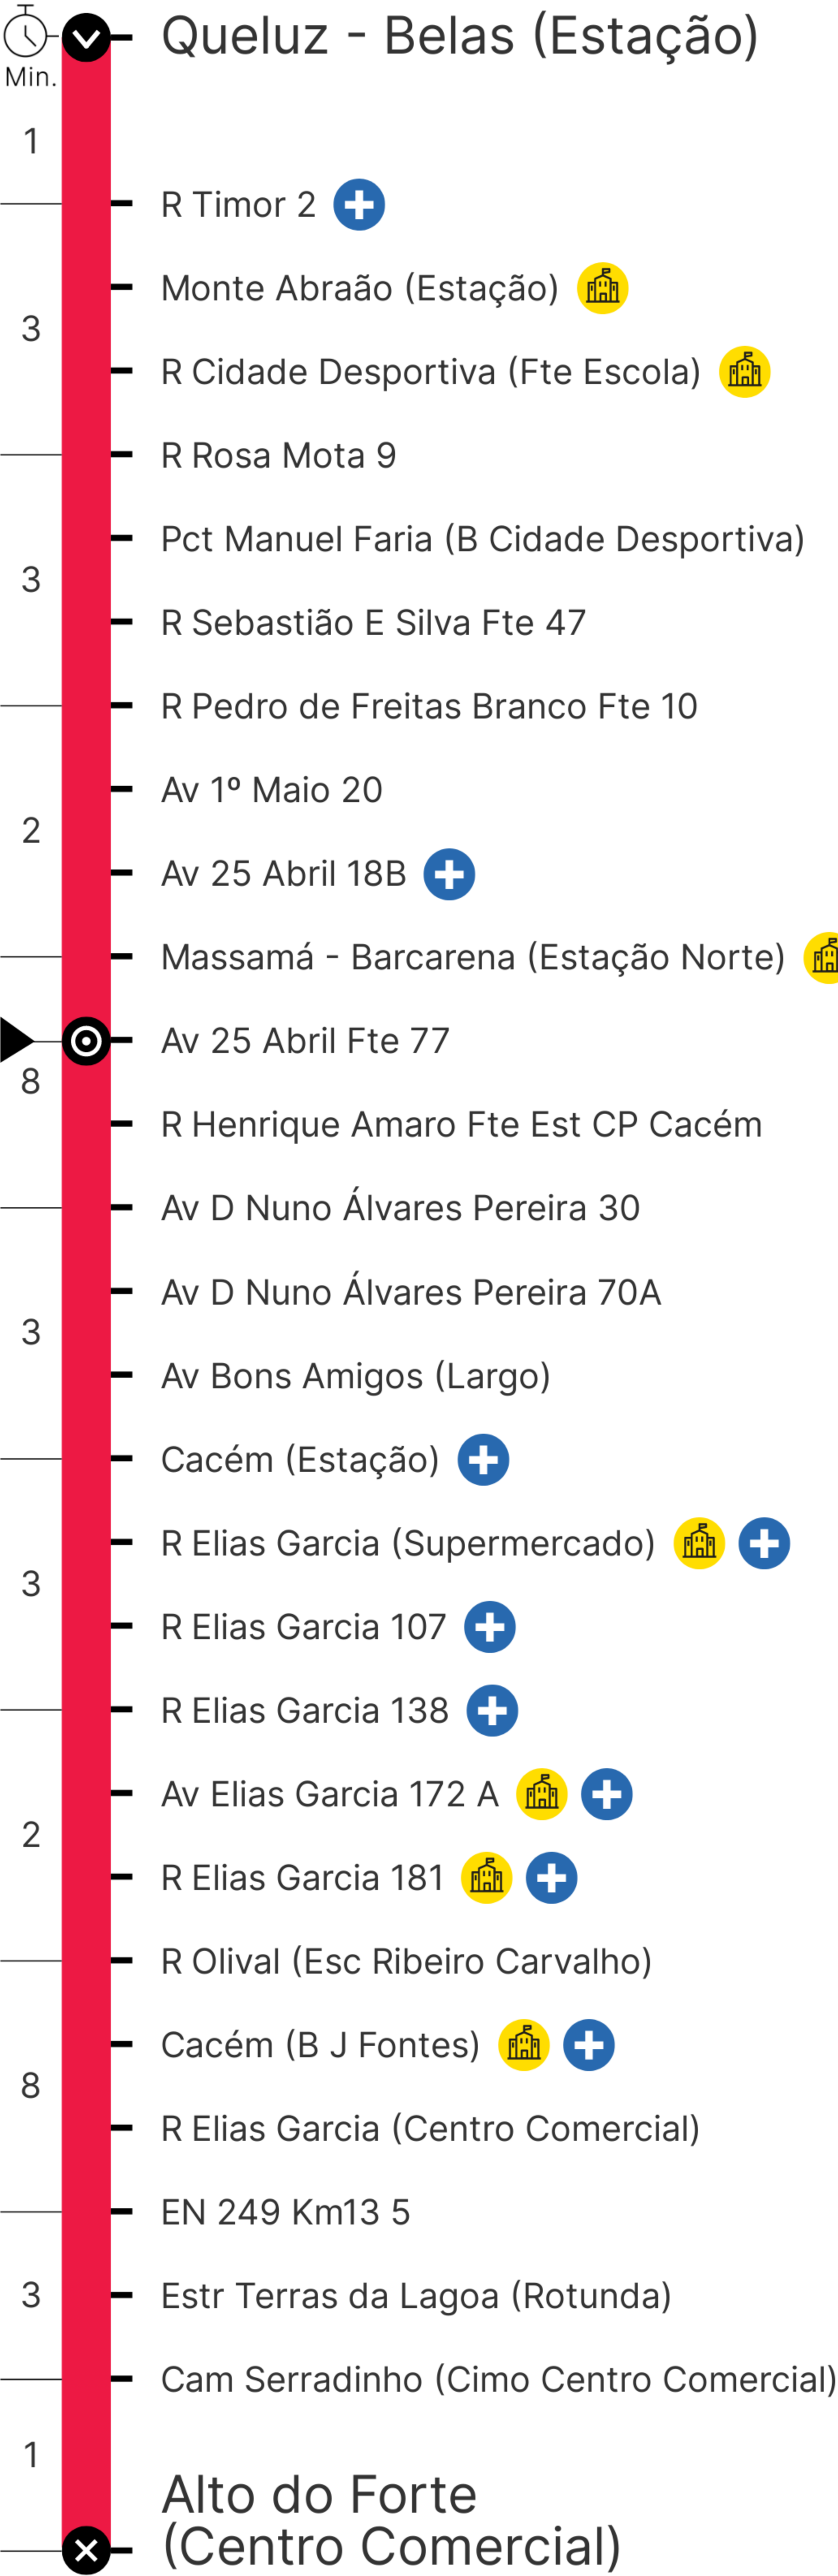 Queluz - Belas (Estação)
Min.
1
R Timor 2
Monte Abraão (Estação)
3
R Cidade Desportiva (Fte Escola)
R Rosa Mota 9
Pct Manuel Faria (B Cidade Desportiva)
3
R Sebastião E Silva Fte 47
R Pedro de Freitas Branco Fte 10
Av 1º Maio 20
2
Av 25 Abril 18B
Massamá - Barcarena (Estação Norte)
Av 25 Abril Fte 77
8
R Henrique Amaro Fte Est CP Cacém
Av D Nuno Álvares Pereira 30
Av D Nuno Álvares Pereira 70A
3
Av Bons Amigos (Largo)
Cacém (Estação)
R Elias Garcia (Supermercado)
3
R Elias Garcia 107
R Elias Garcia 138
Av Elias Garcia 172 A
2
R Elias Garcia 181
R Olival (Esc Ribeiro Carvalho)
Cacém (B J Fontes)
8
R Elias Garcia (Centro Comercial)
EN 249 Km13 5
3
Estr Terras da Lagoa (Rotunda)
Cam Serradinho (Cimo Centro Comercial)
1
Alto do Forte
(Centro Comercial)